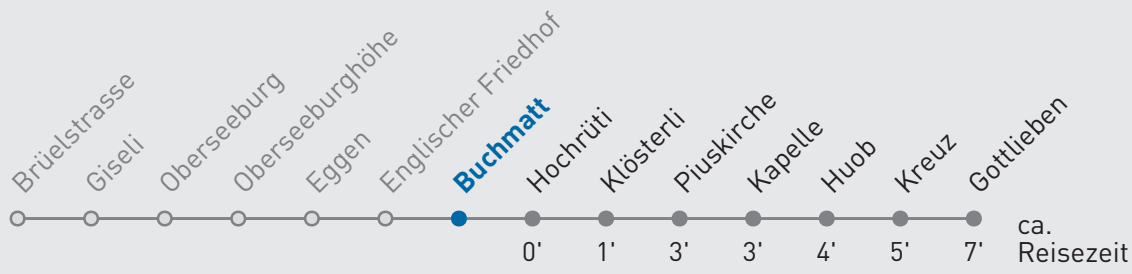 Brüelstrasse
Giseli
Oberseeburg
Oberseeburghöhe
Eggen
Englischer Friedhof
Buchmatt
Hochrüti
Klösterli
Piuskirche
Kapelle
Huob
Kreuz
Gottlieben
0' 1' 3' 3' 4' 5' 7'
ca.
Reisezeit